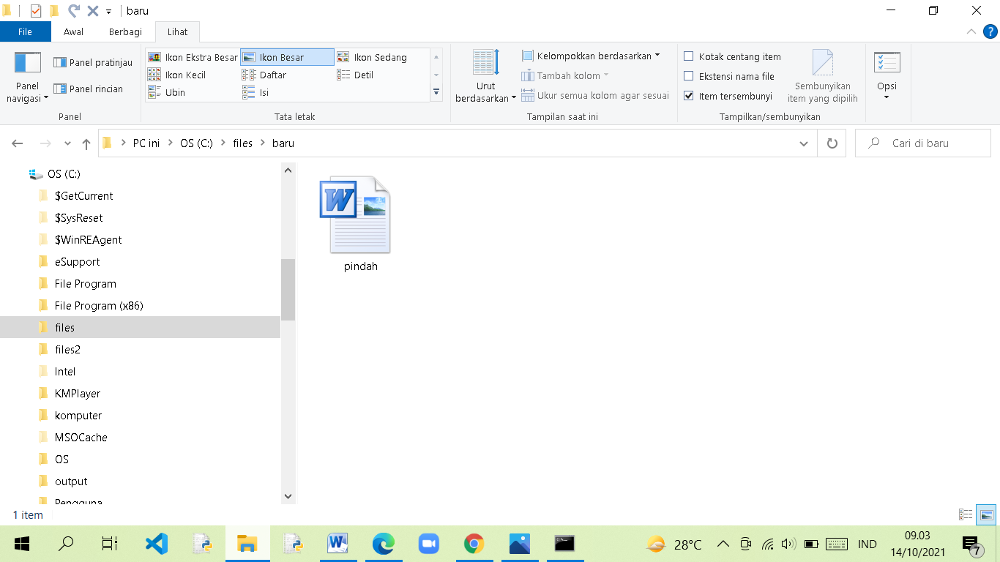 baru
File Awal Berbagi Lihat
Panel navigasi
Panel pratinjau
Panel rincian
Panel
Ikon Ekstra Besar Ikon Besar Ikon Sedang
Ikon Kecil Daftar Detil
Ubin Isi
Tata letak
Urut berdasarkan
Kelompokkan berdasarkan
Tambah kolom
Ukur semua kolom agar sesuai
Tampilan saat ini
Kotak centang item
Ekstensi nama file
Item tersembunyi
Sembunyikan
item yang dipilih
Tampilkan/sembunyikan
Opsi
PC ini OS (C:) files baru
Cari di baru
OS (C:)
$GetCurrent
$SysReset
$WinREAgent
eSupport
File Program
File Program (x86)
files
files2
Intel
KMPlayer
komputer
MSOCache
OS
output
Pengguna
pindah
1 item
28°C
IND
09.03
14/10/2021
7